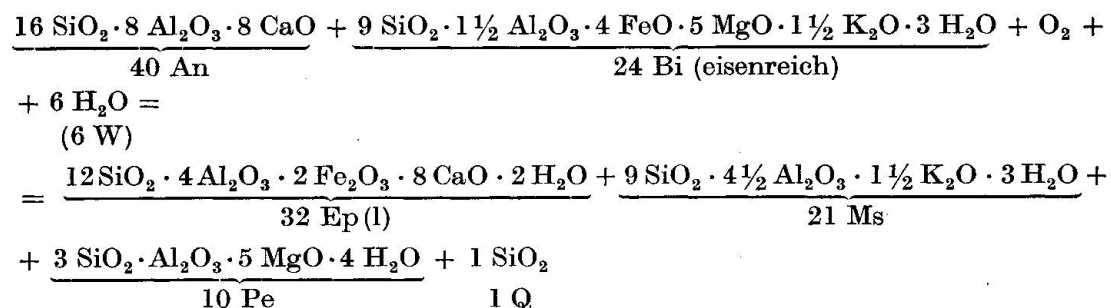 16 SiO₂ · 8 Al₂O₃ · 8 CaO + 9 SiO₂ · 1½ Al₂O₃ · 4 FeO · 5 MgO · 1½ K₂O · 3 H₂O + O₂ +
40 An 24 Bi (eisenreich)
+ 6 H₂O =
(6 W)
= 12 SiO₂ · 4 Al₂O₃ · 2 Fe₂O₃ · 8 CaO · 2 H₂O + 9 SiO₂ · 4½ Al₂O₃ · 1½ K₂O · 3 H₂O +
32 Ep (l) 21 Ms
+ 3 SiO₂ · Al₂O₃ · 5 MgO · 4 H₂O + 1 SiO₂
10 Pe 1 Q